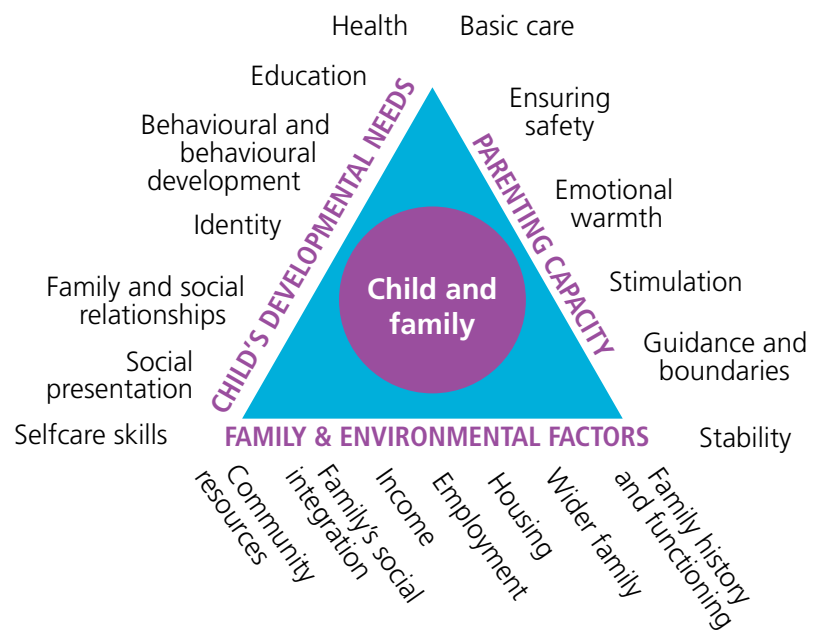 Health
Education
Behavioural and
behavioural
development
Identity
Family and social
relationships
Social
presentation
Selfcare skills
CHILD'S DEVELOPMENTAL NEEDS
Basic care
Ensuring
safety
Emotional
warmth
Stimulation
Guidance and
boundaries
Stability
PARENTING CAPACITY
Child and
family
FAMILY & ENVIRONMENTAL FACTORS
Community
resources
Family's social
integration
Income
Employment
Housing
Wider family
Family history
and functioning